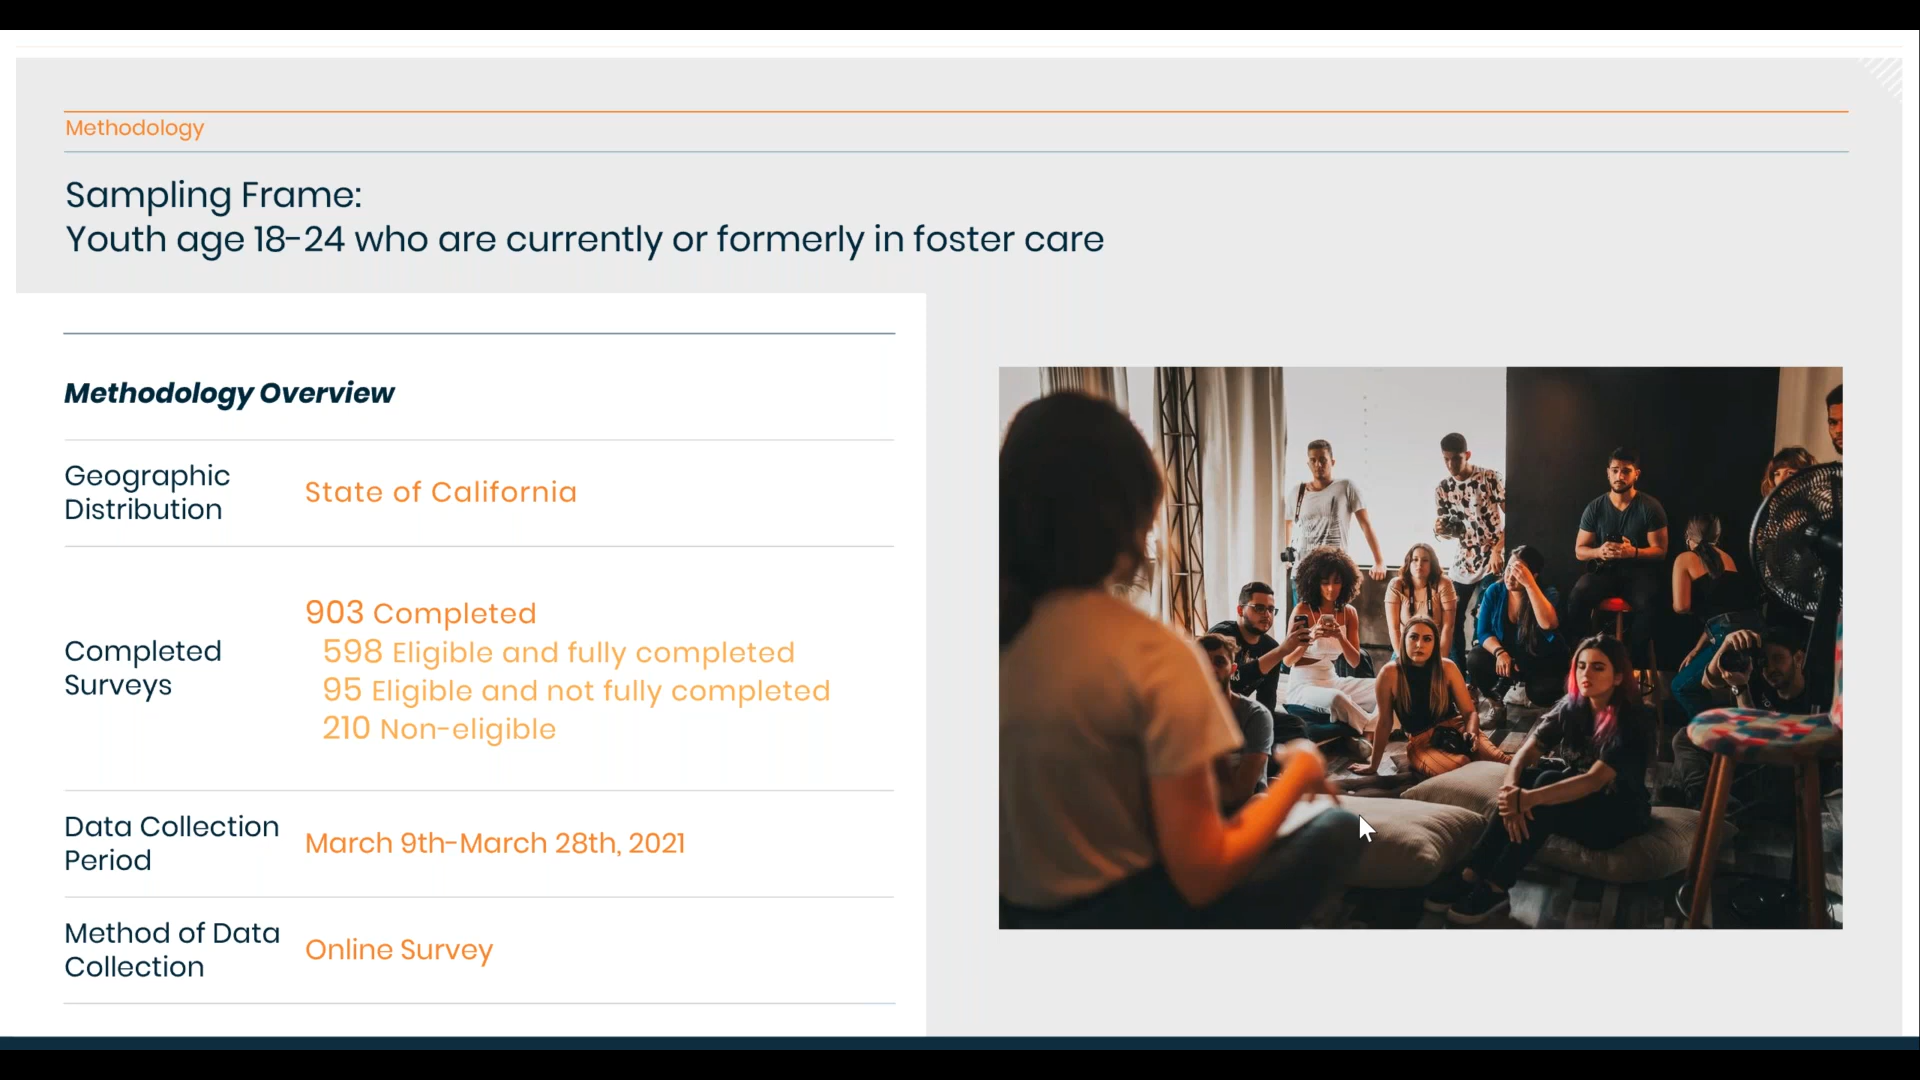 Methodology
Sampling Frame:
Youth age 18-24 who are currently or formerly in foster care
Methodology Overview
Geographic
Distribution
State of California
Completed
Surveys
903 Completed
598 Eligible and fully completed
95 Eligible and not fully completed
210 Non-eligible
Data Collection
Period
March 9th-March 28th, 2021
Method of Data
Collection
Online Survey